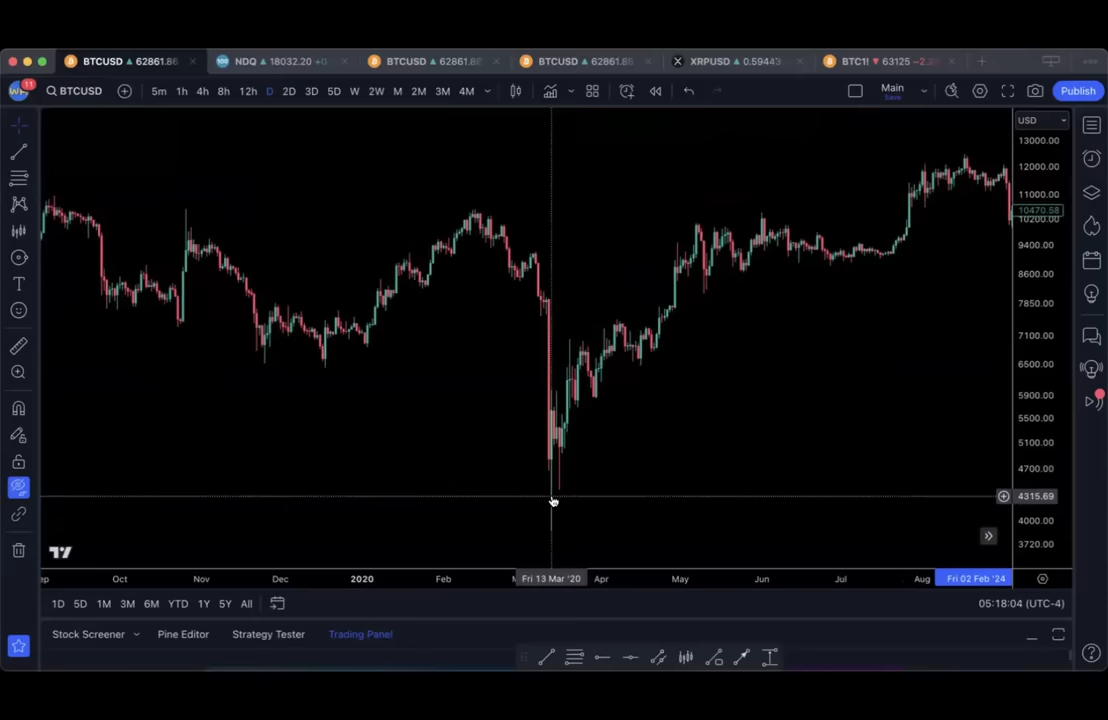 BTCUSD ▲ 62861.86
NDQ ▲ 18032.20 +0
BTCUSD ▲ 62861.86
BTCUSD ▲ 62861.86
XRPUSD ▲ 0.59443
BTC1! ▼ 63125 −2.2
11
BTCUSD
5m 1h 4h 8h 12h D 2D 3D 5D W 2W M 2M 3M 4M
Main
Save
Publish
USD
13000.00
12000.00
11000.00
10470.58
10200.00
9400.00
8600.00
7850.00
7100.00
6500.00
5900.00
5500.00
5100.00
4700.00
4315.69
4000.00
3720.00
Oct Nov Dec 2020 Feb Fri 13 Mar '20 Apr May Jun Jul Aug Fri 02 Feb '24
1D 5D 1M 3M 6M YTD 1Y 5Y All
05:18:04 (UTC-4)
Stock Screener Pine Editor Strategy Tester Trading Panel